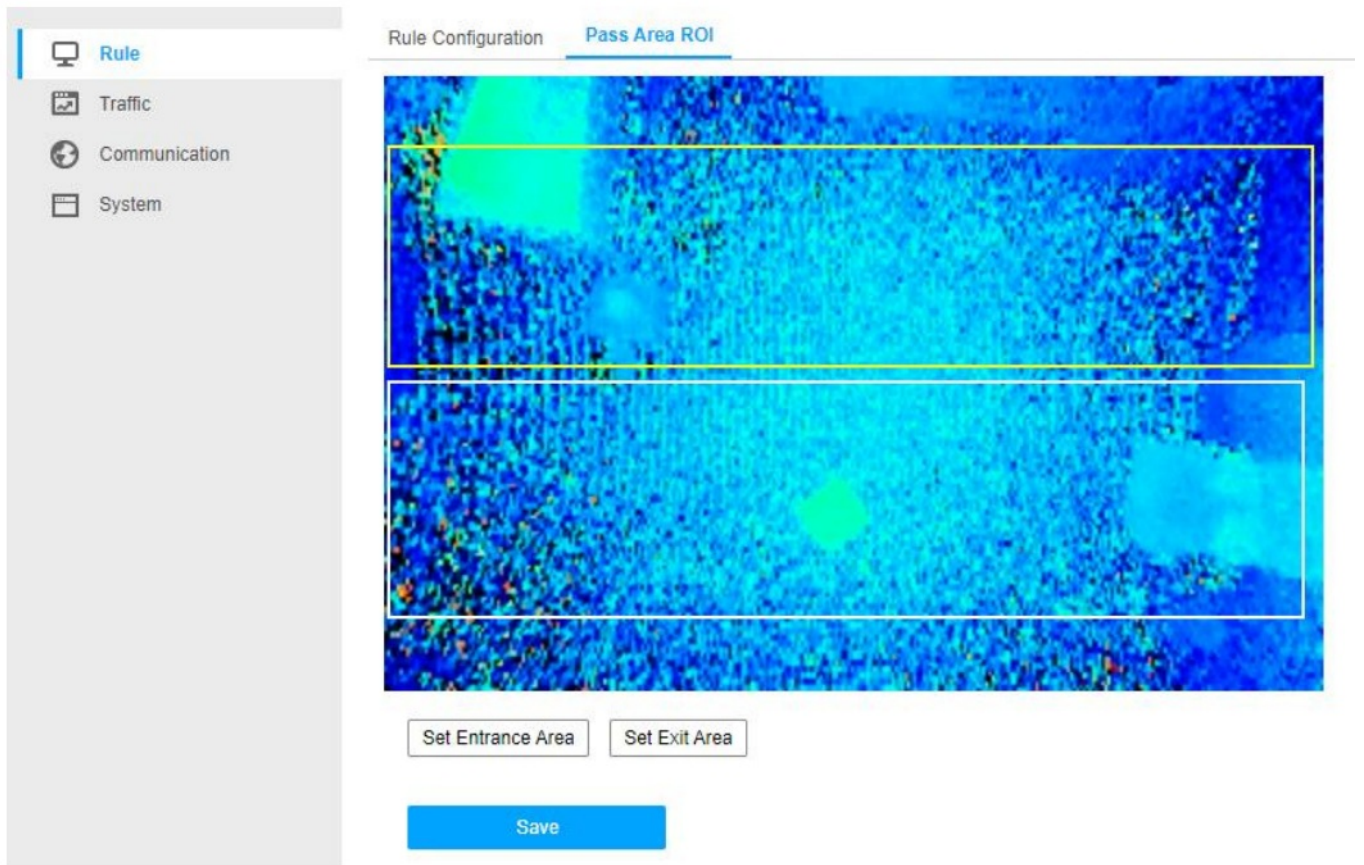 Rule
Traffic
Communication
System
Rule Configuration Pass Area ROI
Set Entrance Area Set Exit Area
Save